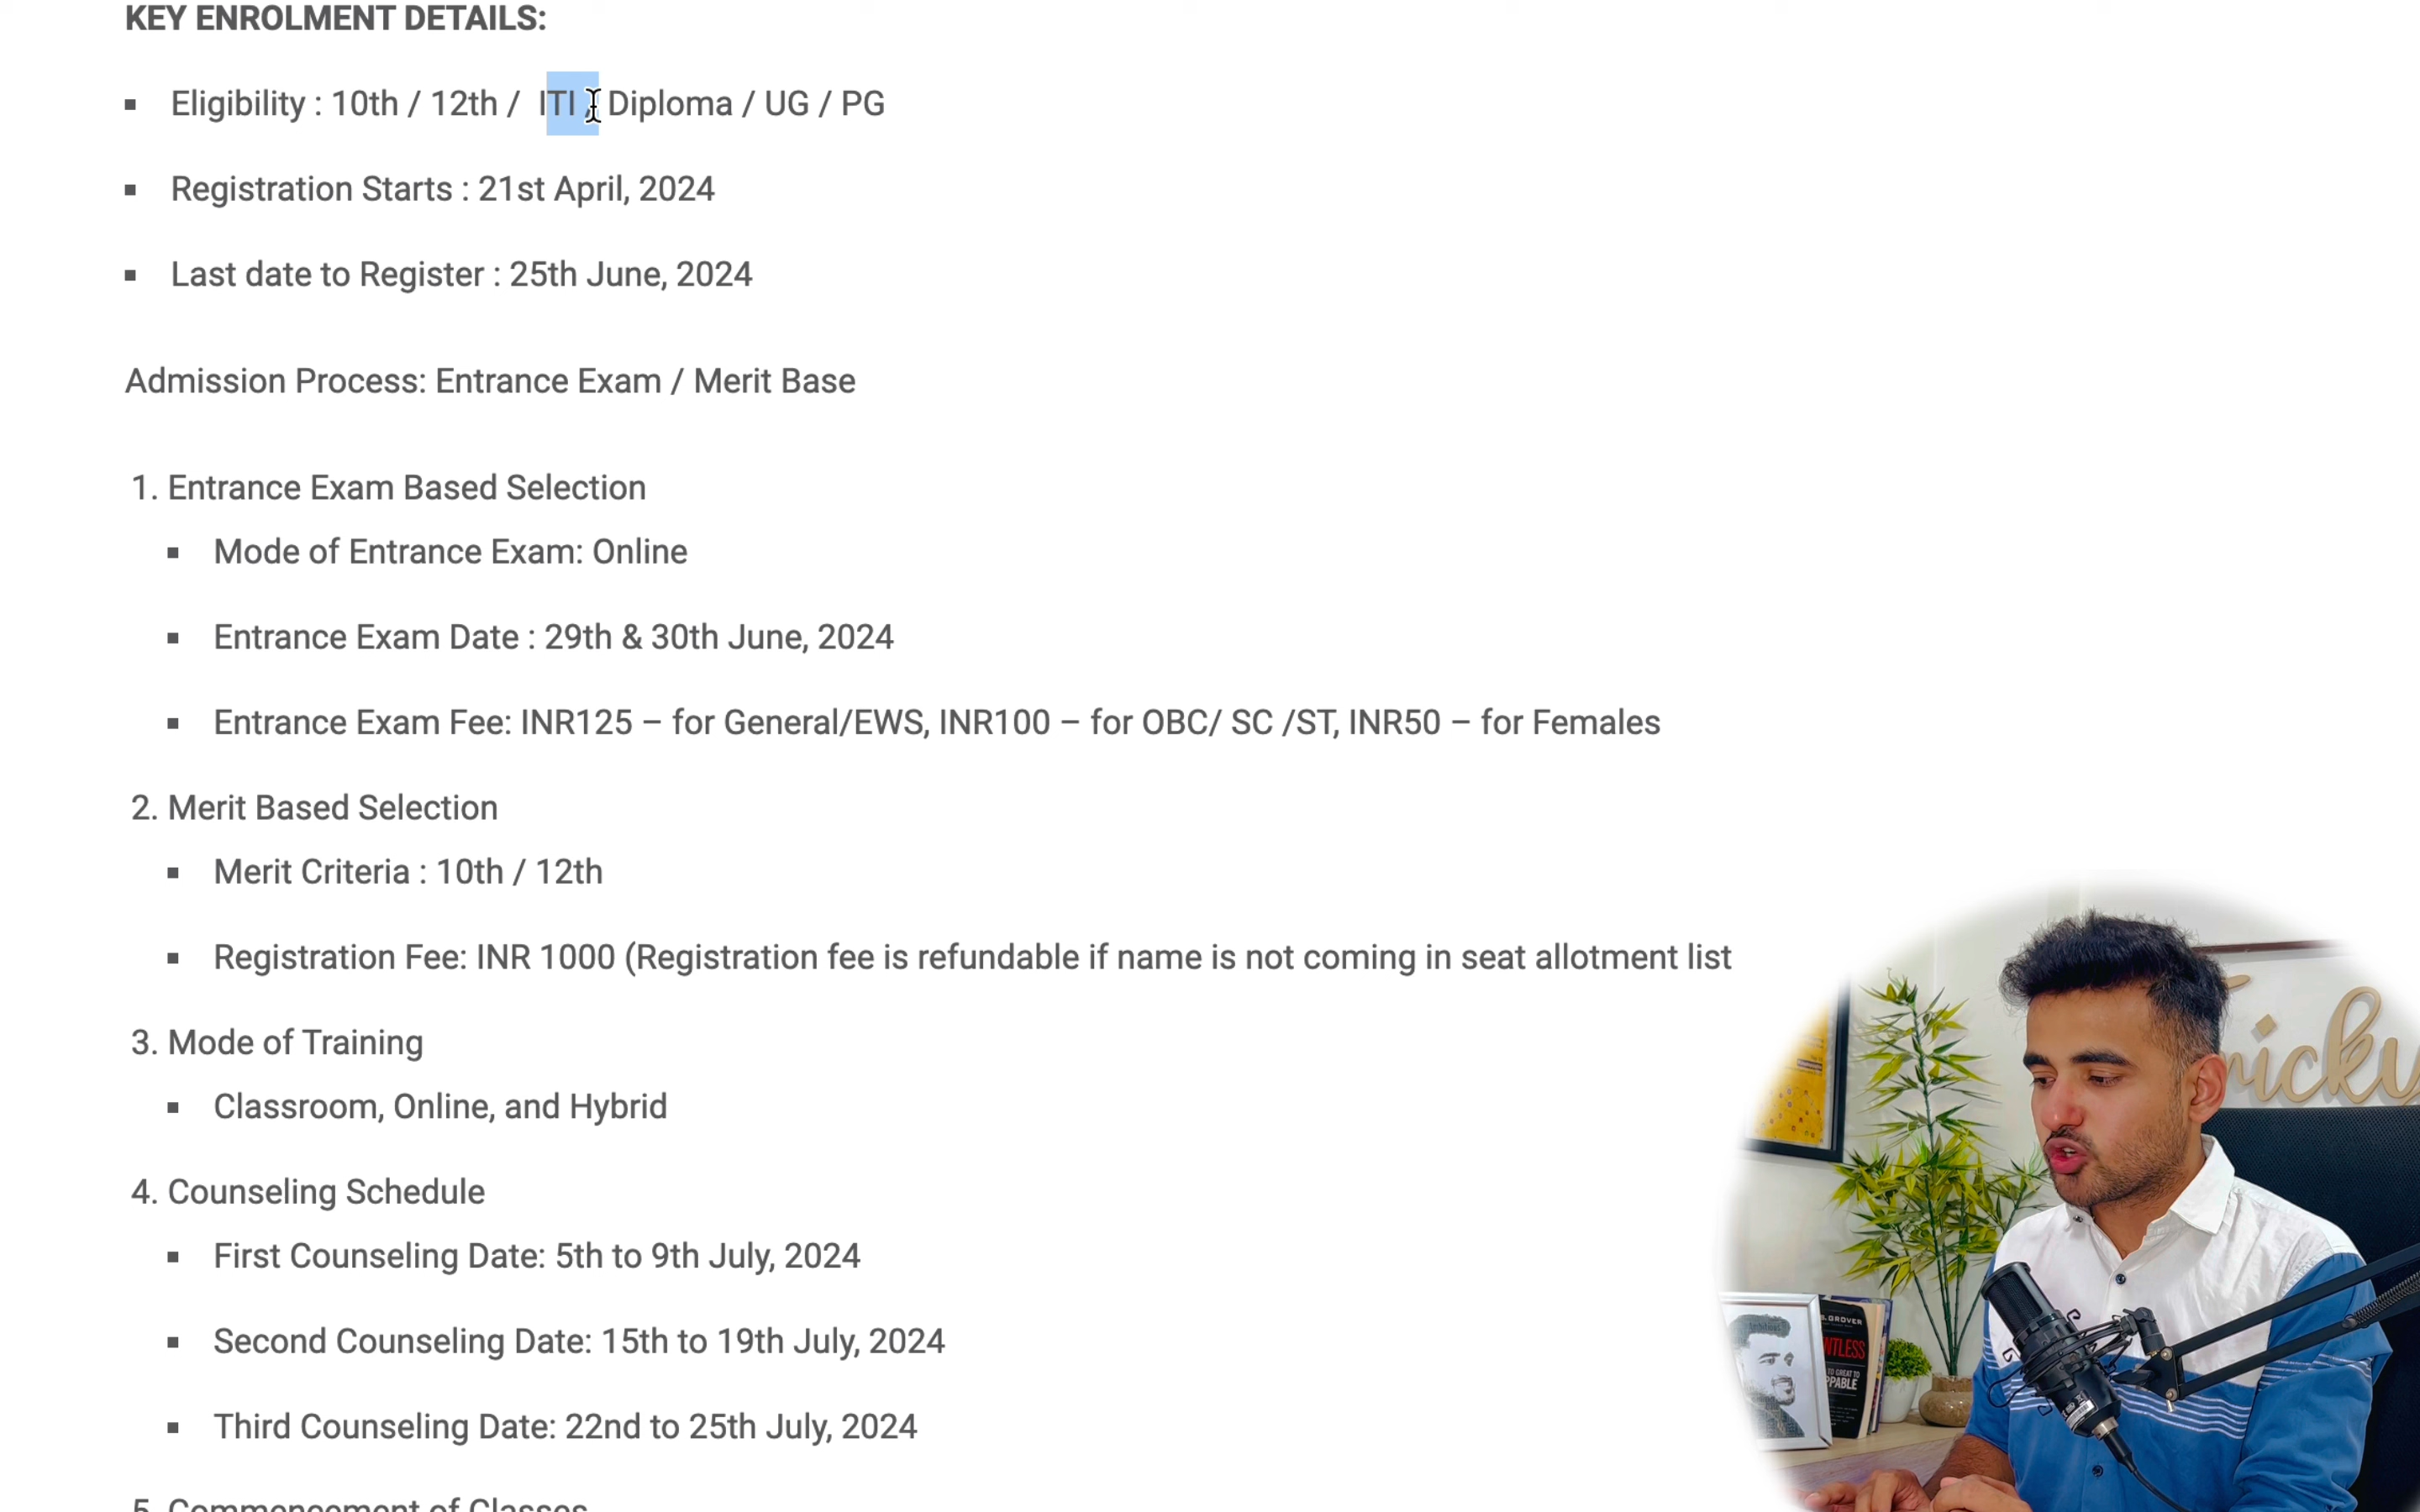 KEY ENROLMENT DETAILS:
▪ Eligibility : 10th / 12th / ITI / Diploma / UG / PG
▪ Registration Starts : 21st April, 2024
▪ Last date to Register : 25th June, 2024
Admission Process: Entrance Exam / Merit Base
1. Entrance Exam Based Selection
▪ Mode of Entrance Exam: Online
▪ Entrance Exam Date : 29th & 30th June, 2024
▪ Entrance Exam Fee: INR125 – for General/EWS, INR100 – for OBC/ SC /ST, INR50 – for Females
2. Merit Based Selection
▪ Merit Criteria : 10th / 12th
▪ Registration Fee: INR 1000 (Registration fee is refundable if name is not coming in seat allotment list
3. Mode of Training
▪ Classroom, Online, and Hybrid
4. Counseling Schedule
▪ First Counseling Date: 5th to 9th July, 2024
▪ Second Counseling Date: 15th to 19th July, 2024
▪ Third Counseling Date: 22nd to 25th July, 2024
5. Commencement of Classes
Tricky
GROVER